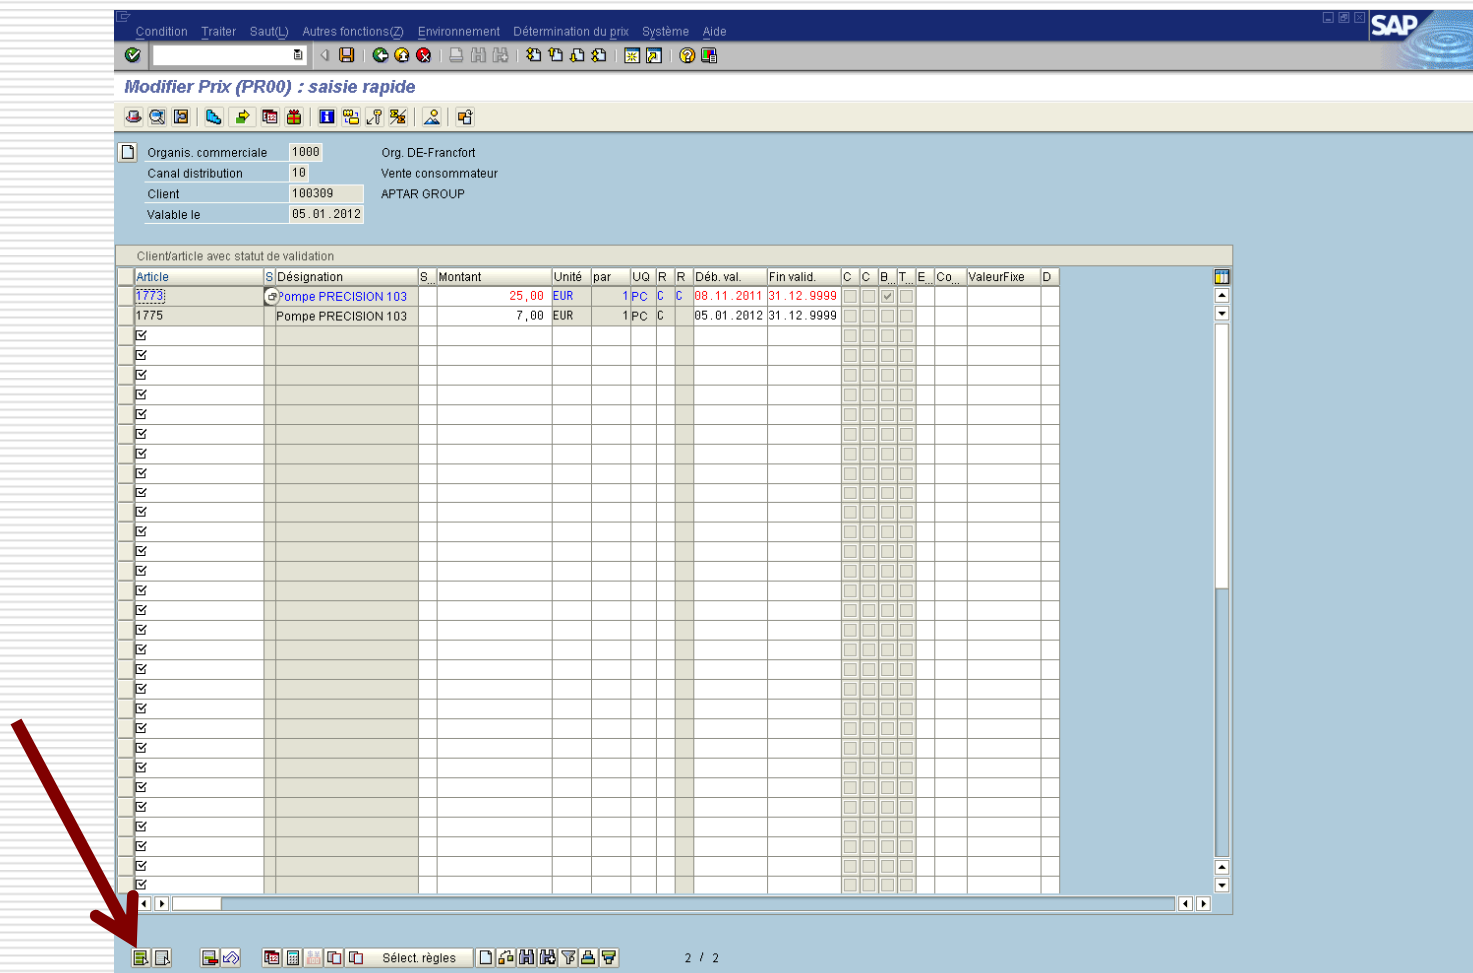 Condition Traiter Saut(L) Autres fonctions(Z) Environnement Détermination du prix Système Aide
SAP
Modifier Prix (PR00) : saisie rapide
Organis. commerciale 1000 Org. DE-Francfort
Canal distribution 10 Vente consommateur
Client 100309 APTAR GROUP
Valable le 05.01.2012
Client/article avec statut de validation
Article S Désignation S... Montant Unité par UQ R R Déb. val. Fin valid. C C B... T... E... Co... ValeurFixe D
1773 Pompe PRECISION 103 25,00 EUR 1 PC C C 08.11.2011 31.12.9999
1775 Pompe PRECISION 103 7,00 EUR 1 PC C 05.01.2012 31.12.9999
Sélect. règles 2 / 2